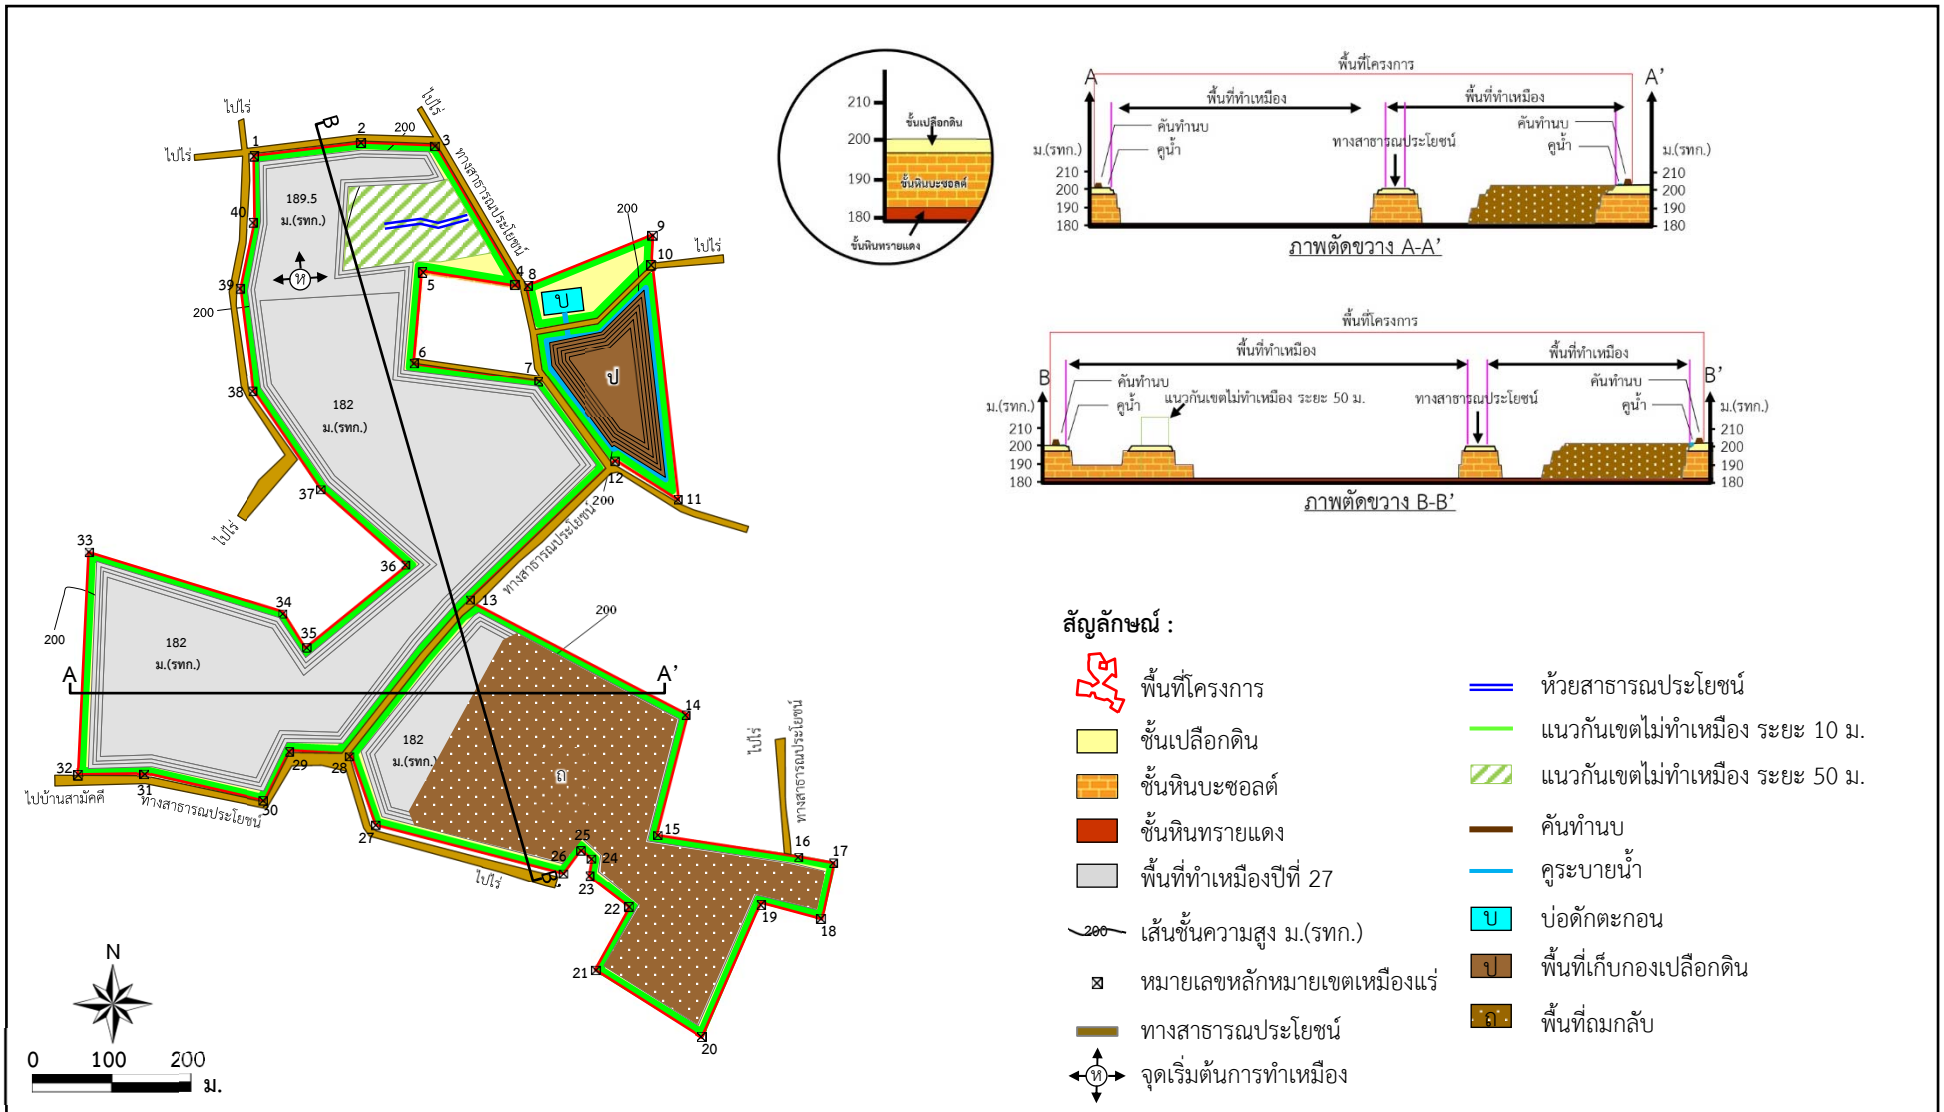 ไปไร่
ไปไร่
ไปไร่
1
2
3
200
B
ทางสาธารณประโยชน์
189.5
ม.(รทก.)
40
39
200
ห
4
5
6
7
8
9
10
ไปไร่
200
บ
ป
38
182
ม.(รทก.)
37
ไปไร่
12
200
11
ทางสาธารณประโยชน์
33
34
35
36
13
200
200
182
ม.(รทก.)
A
A’
14
182
ม.(รทก.)
ถ
ไปไร่
ทางสาธารณประโยชน์
32
31
30
29
28
27
ไปบ้านสามัคคี
ทางสาธารณประโยชน์
ไปไร่
26
25
24
23
22
21
20
19
18
17
16
15
N
0 100 200
ม.
210
200
190
180
ชั้นเปลือกดิน
ชั้นหินบะซอลต์
ชั้นหินทรายแดง
พื้นที่โครงการ
A
A’
พื้นที่ทำเหมือง
พื้นที่ทำเหมือง
คันทำนบ
คูน้ำ
ทางสาธารณประโยชน์
คันทำนบ
คูน้ำ
ม.(รทก.)
210
200
190
180
ม.(รทก.)
210
200
190
180
ภาพตัดขวาง A-A’
พื้นที่โครงการ
B
B’
พื้นที่ทำเหมือง
พื้นที่ทำเหมือง
คันทำนบ
คูน้ำ
แนวกันเขตไม่ทำเหมือง ระยะ 50 ม.
ทางสาธารณประโยชน์
คันทำนบ
คูน้ำ
ม.(รทก.)
210
200
190
180
ม.(รทก.)
210
200
190
180
ภาพตัดขวาง B-B’
สัญลักษณ์ :
พื้นที่โครงการ
ชั้นเปลือกดิน
ชั้นหินบะซอลต์
ชั้นหินทรายแดง
พื้นที่ทำเหมืองปีที่ 27
200 เส้นชั้นความสูง ม.(รทก.)
หมายเลขหลักหมายเขตเหมืองแร่
ทางสาธารณประโยชน์
ห จุดเริ่มต้นการทำเหมือง
ห้วยสาธารณประโยชน์
แนวกันเขตไม่ทำเหมือง ระยะ 10 ม.
แนวกันเขตไม่ทำเหมือง ระยะ 50 ม.
คันทำนบ
คูระบายน้ำ
บ บ่อดักตะกอน
ป พื้นที่เก็บกองเปลือกดิน
ถ พื้นที่ถมกลับ